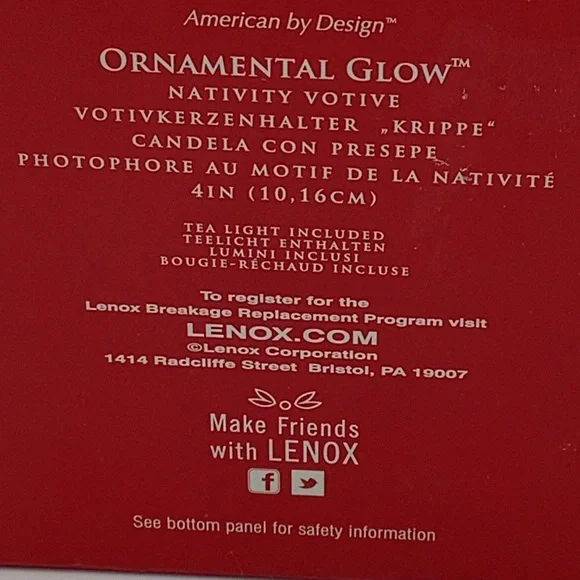 American by Design™
ORNAMENTAL GLOW™
NATIVITY VOTIVE
VOTIVKERZENHALTER „KRIPPE“
CANDELA CON PRESEPE
PHOTOPHORE AU MOTIF DE LA NATIVITÉ
4IN (10,16CM)
TEA LIGHT INCLUDED
TEELICHT ENTHALTEN
LUMINI INCLUSI
BOUGIE-RÉCHAUD INCLUSE
To register for the
Lenox Breakage Replacement Program visit
LENOX.COM
©Lenox Corporation
1414 Radcliffe Street Bristol, PA 19007
Make Friends
with LENOX
f
See bottom panel for safety information